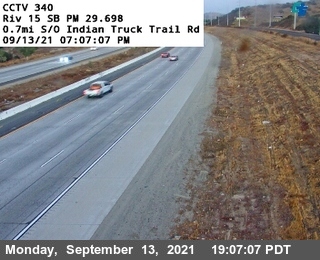 CCTV 340
Riv 15 SB PM 29.698
0.7mi S/O Indian Truck Trail Rd
09/13/21 07:07:07 PM
Monday, September 13, 2021 19:07:07 PDT